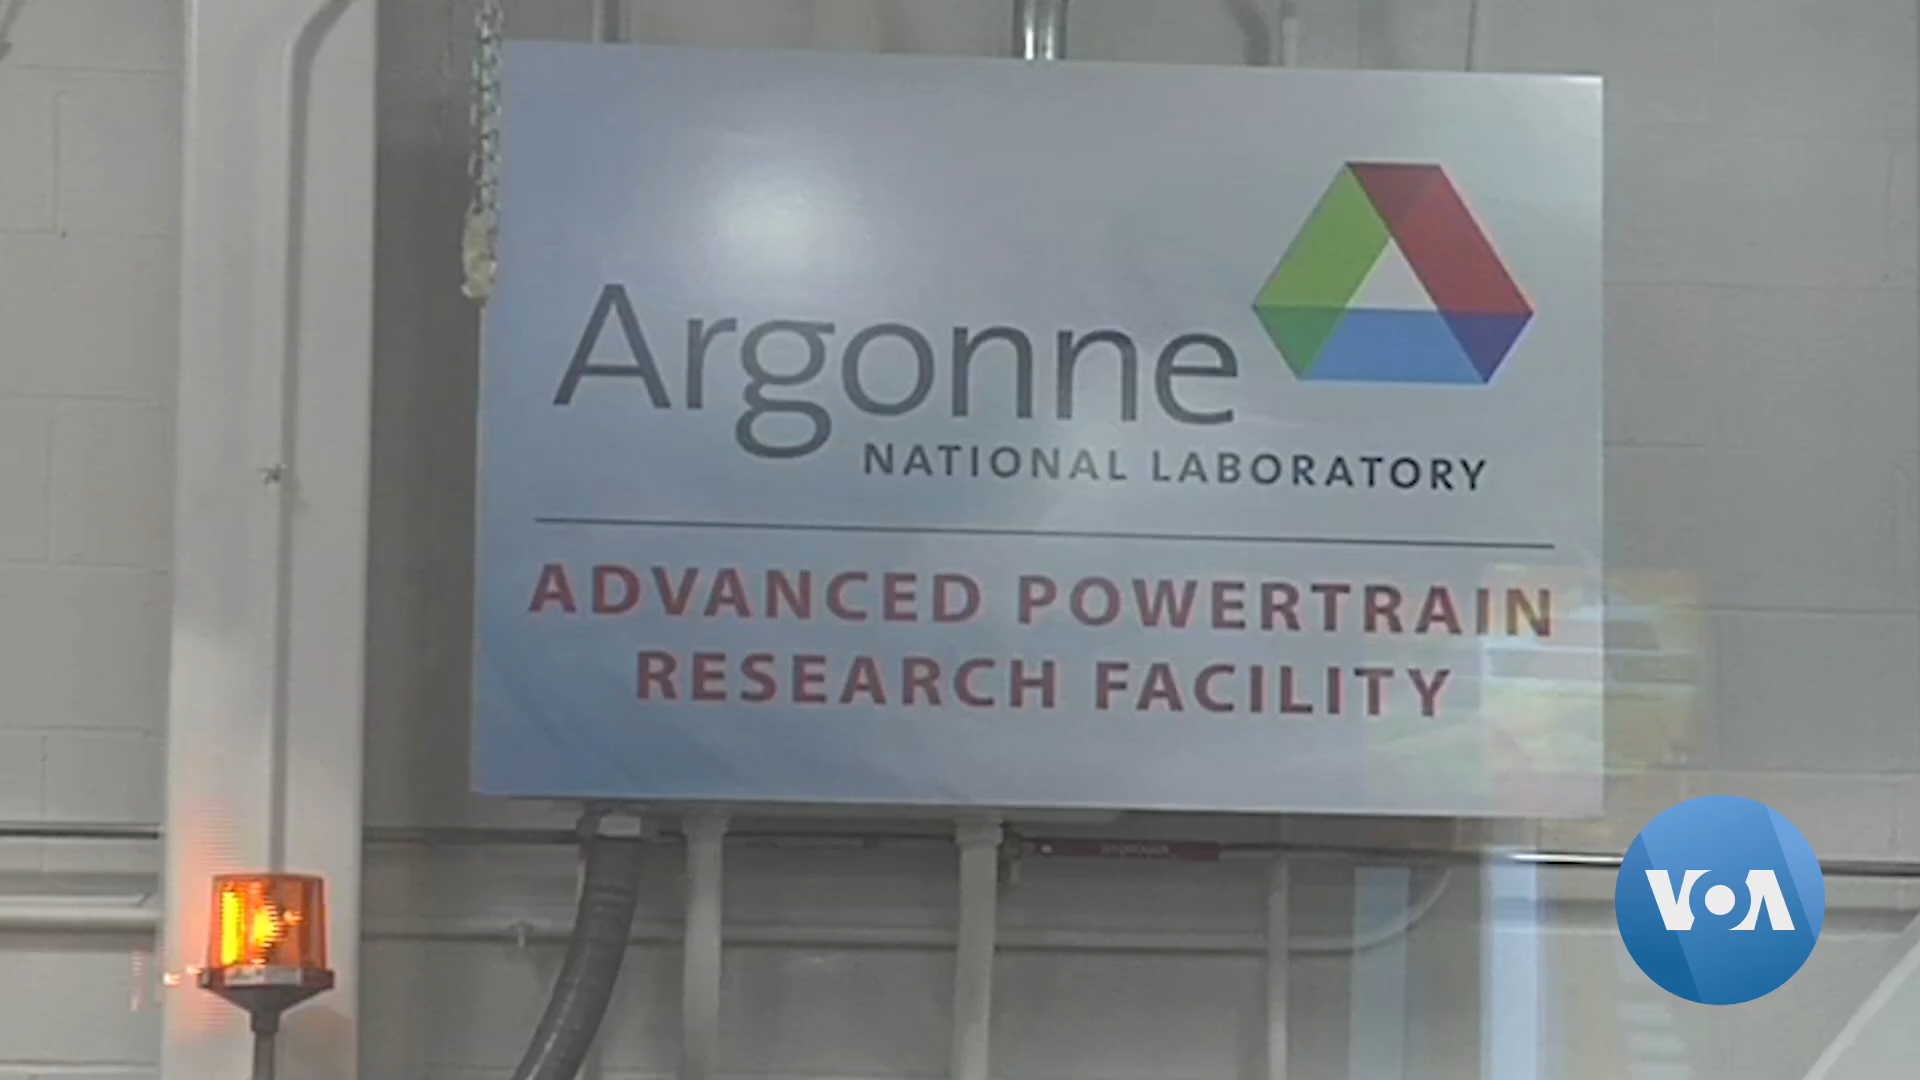 Argonne
NATIONAL LABORATORY
ADVANCED POWERTRAIN
RESEARCH FACILITY
VOA